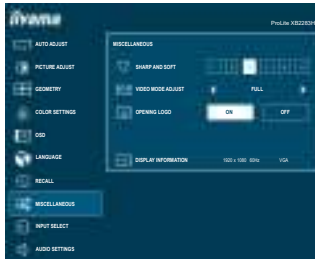 iiyama
ProLite XB2283H
AUTO ADJUST
PICTURE ADJUST
GEOMETRY
COLOR SETTINGS
OSD
LANGUAGE
RECALL
MISCELLANEOUS
INPUT SELECT
AUDIO SETTINGS
MISCELLANEOUS
SHARP AND SOFT
VIDEO MODE ADJUST FULL
OPENING LOGO ON OFF
DISPLAY INFORMATION 1920 x 1080 60Hz VGA